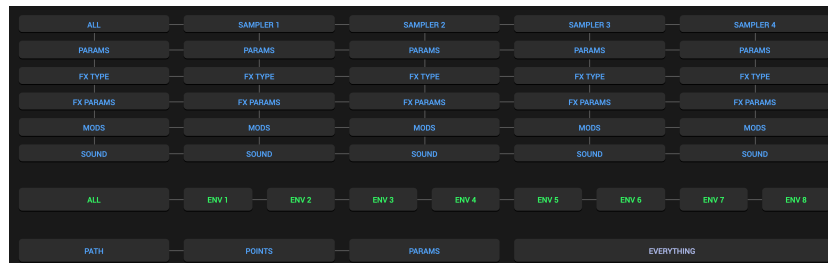 ALL SAMPLER 1 SAMPLER 2 SAMPLER 3 SAMPLER 4
PARAMS PARAMS PARAMS PARAMS PARAMS
FX TYPE FX TYPE FX TYPE FX TYPE FX TYPE
FX PARAMS FX PARAMS FX PARAMS FX PARAMS FX PARAMS
MODS MODS MODS MODS MODS
SOUND SOUND SOUND SOUND SOUND
ALL ENV 1 ENV 2 ENV 3 ENV 4 ENV 5 ENV 6 ENV 7 ENV 8
PATH POINTS PARAMS EVERYTHING